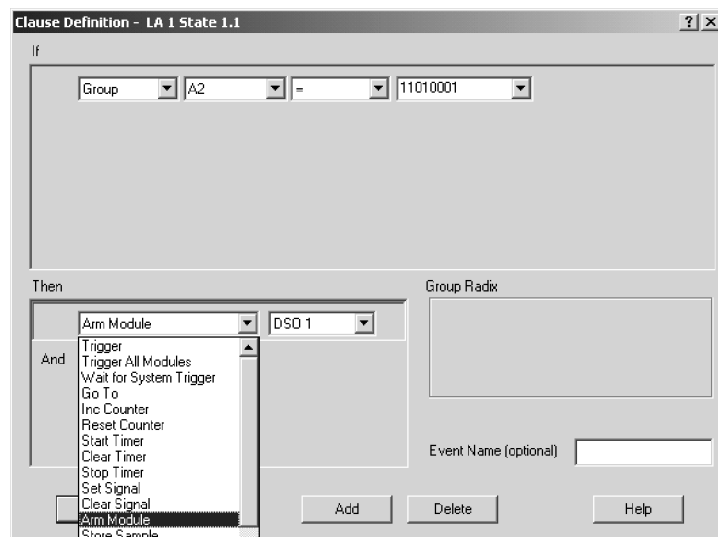 Clause Definition - LA 1 State 1.1
If
Group A2 = 11010001
Then
Group Radix
Arm Module DSO 1
And
Trigger
Trigger All Modules
Wait for System Trigger
Go To
Inc Counter
Reset Counter
Start Timer
Clear Timer
Stop Timer
Set Signal
Clear Signal
Arm Module
Store Sample
Event Name (optional)
Add Delete Help